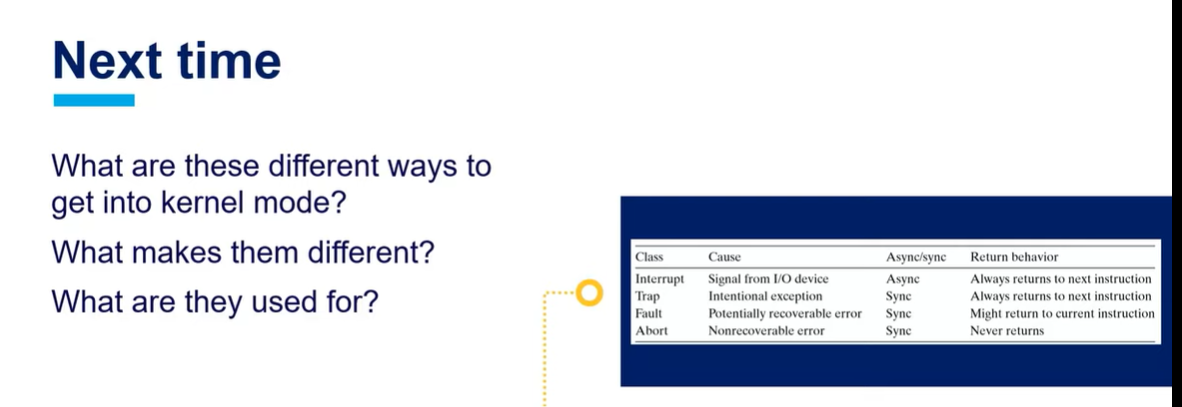 Next time
What are these different ways to
get into kernel mode?
What makes them different?
What are they used for?
Class Cause Async/sync Return behavior
Interrupt Signal from I/O device Async Always returns to next instruction
Trap Intentional exception Sync Always returns to next instruction
Fault Potentially recoverable error Sync Might return to current instruction
Abort Nonrecoverable error Sync Never returns